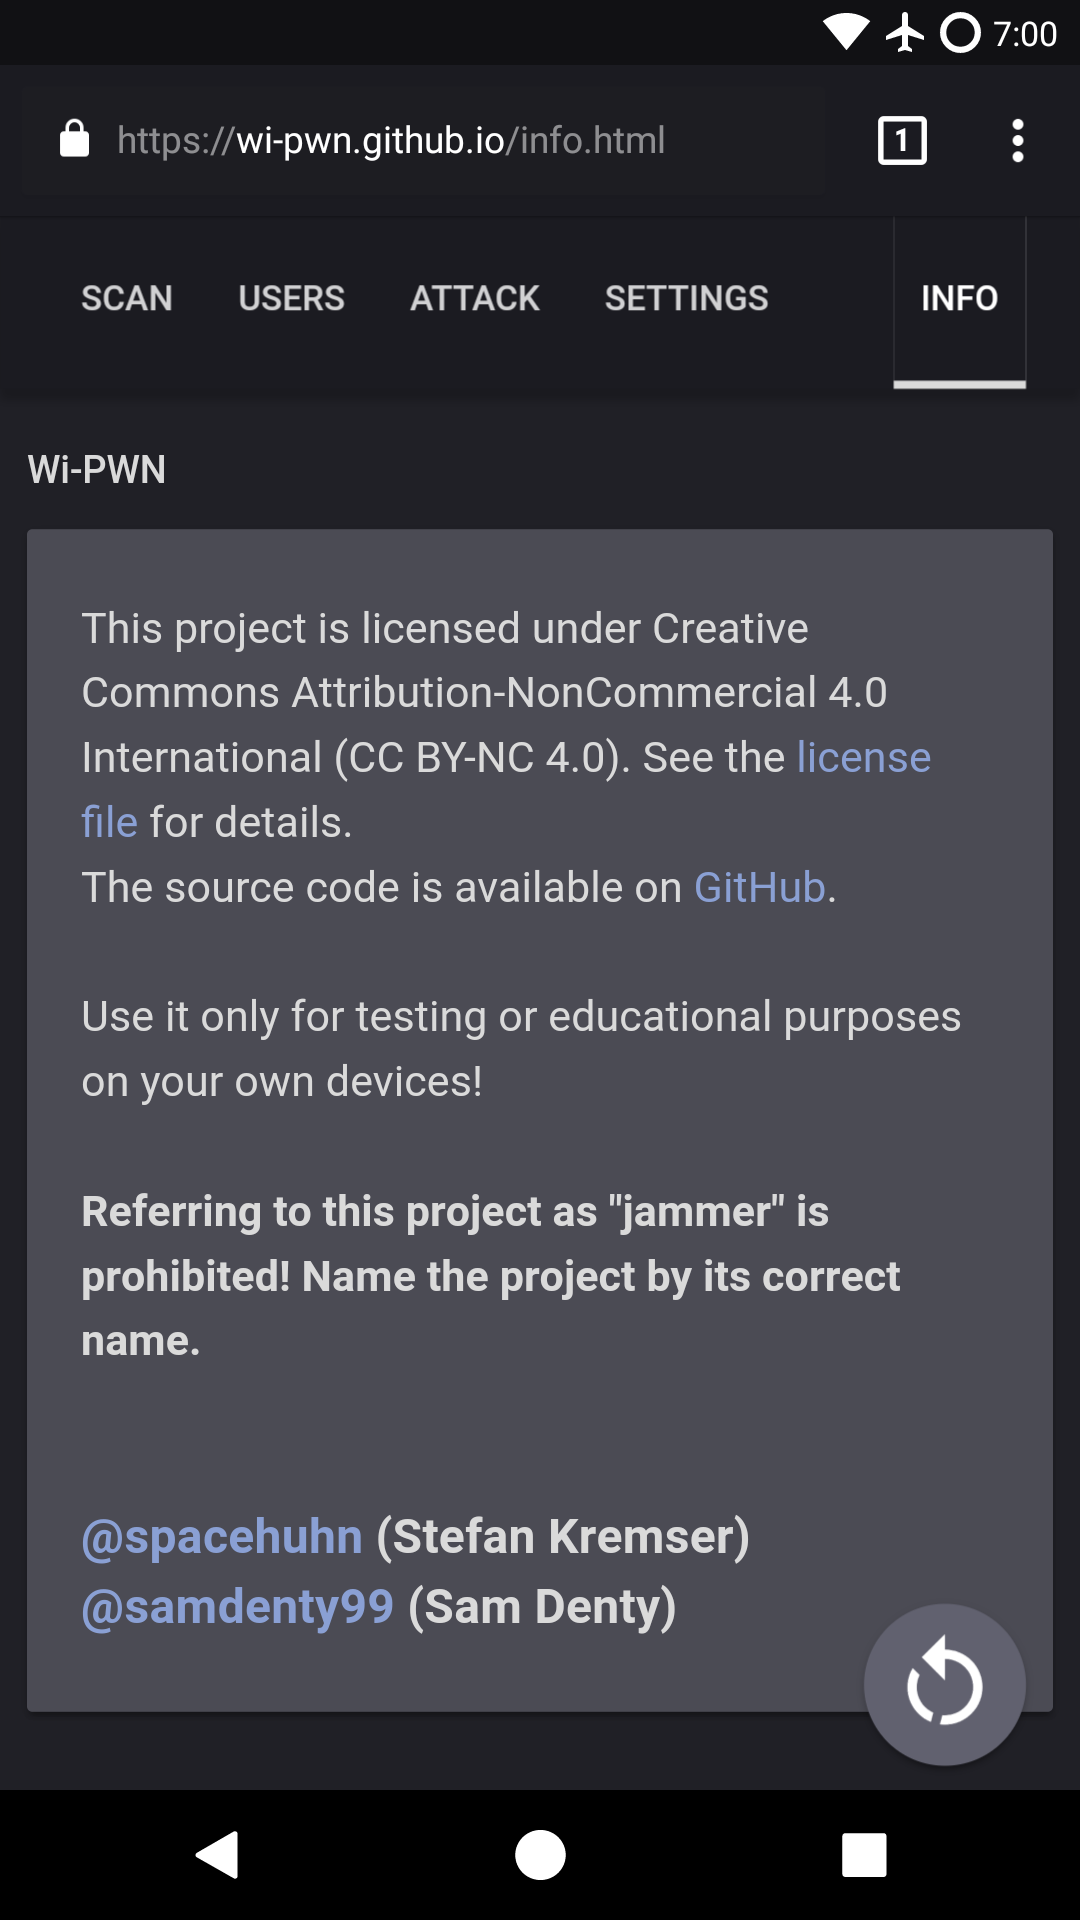 7:00
https://wi-pwn.github.io/info.html
1
SCAN USERS ATTACK SETTINGS INFO
Wi-PWN
This project is licensed under Creative
Commons Attribution-NonCommercial 4.0
International (CC BY-NC 4.0). See the license
file for details.
The source code is available on GitHub.
Use it only for testing or educational purposes
on your own devices!
Referring to this project as "jammer" is
prohibited! Name the project by its correct
name.
@spacehuhn (Stefan Kremser)
@samdenty99 (Sam Denty)